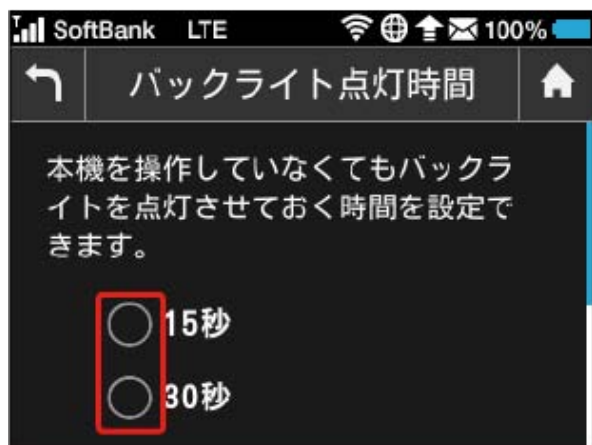 SoftBank LTE 100%
バックライト点灯時間
本機を操作していなくてもバックラ
イトを点灯させておく時間を設定で
きます。
15秒
30秒